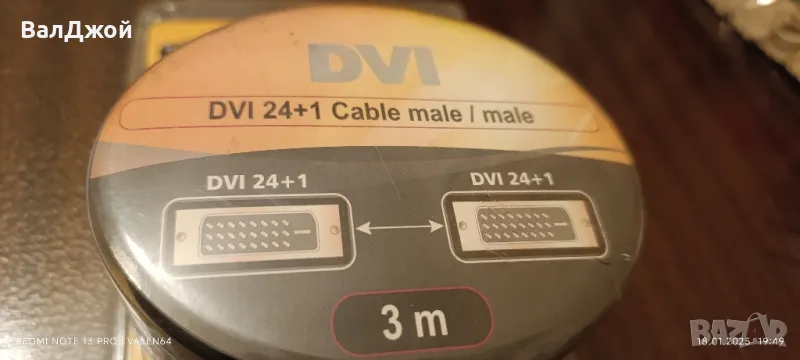 ВалДжой
DVI
DVI 24+1 Cable male / male
DVI 24+1
DVI 24+1
3 m
REDMI NOTE 13 PRO
18.01.2025 19:49
bazar